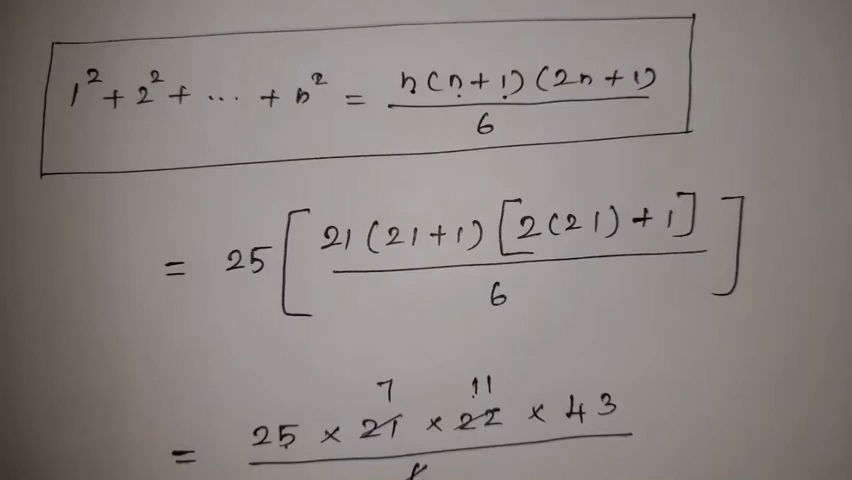 1² + 2² + ... + n² = n(n+1)(2n+1) / 6
= 25 [ 21(21+1)[2(21)+1] / 6 ]
7 11
= 25 × 21 × 22 × 43